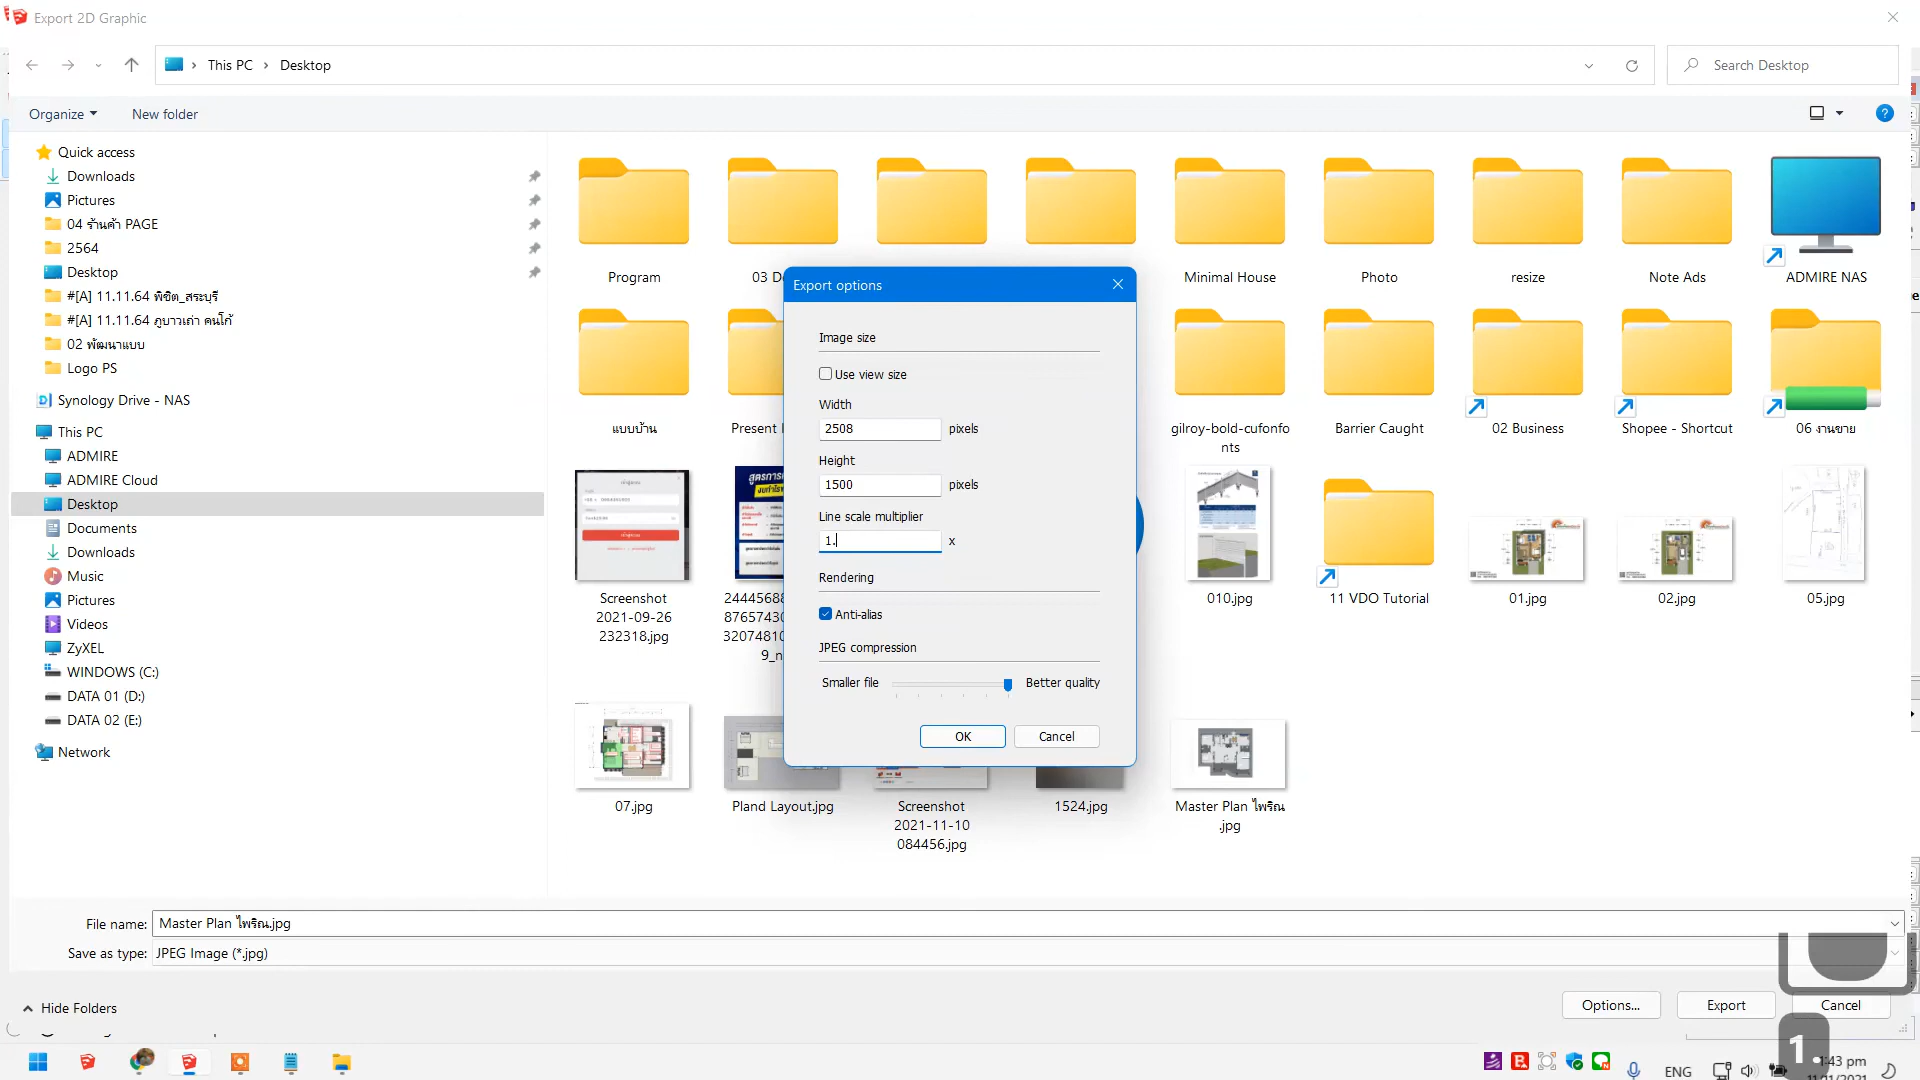 Export 2D Graphic
This PC
Desktop
Search Desktop
Organize
New folder
Quick access
Downloads
Pictures
04 ร้านค้า PAGE
2564
Desktop
#[A] 11.11.64 พิชิต_สระบุรี
#[A] 11.11.64 ภูบาวเถ่า คนโก้
02 พัฒนาแบบ
Logo PS
Synology Drive - NAS
This PC
ADMIRE
ADMIRE Cloud
Desktop
Documents
Downloads
Music
Pictures
Videos
ZyXEL
WINDOWS (C:)
DATA 01 (D:)
DATA 02 (E:)
Network
Program
Minimal House
Photo
resize
Note Ads
ADMIRE NAS
แบบบ้าน
Present
gilroy-bold-cufonfo
nts
Barrier Caught
02 Business
Shopee - Shortcut
06 งานขาย
Screenshot
2021-09-26
232318.jpg
010.jpg
11 VDO Tutorial
01.jpg
02.jpg
05.jpg
07.jpg
Pland Layout.jpg
Screenshot
2021-11-10
084456.jpg
1524.jpg
Master Plan ไพริณ
.jpg
Export options
Image size
Use view size
Width
2508 pixels
Height
1500 pixels
Line scale multiplier
1. x
Rendering
Anti-alias
JPEG compression
Smaller file
Better quality
OK
Cancel
File name: Master Plan ไพริณ.jpg
Save as type: JPEG Image (*.jpg)
Hide Folders
Options...
Export
Cancel
ENG
:43 pm
1.